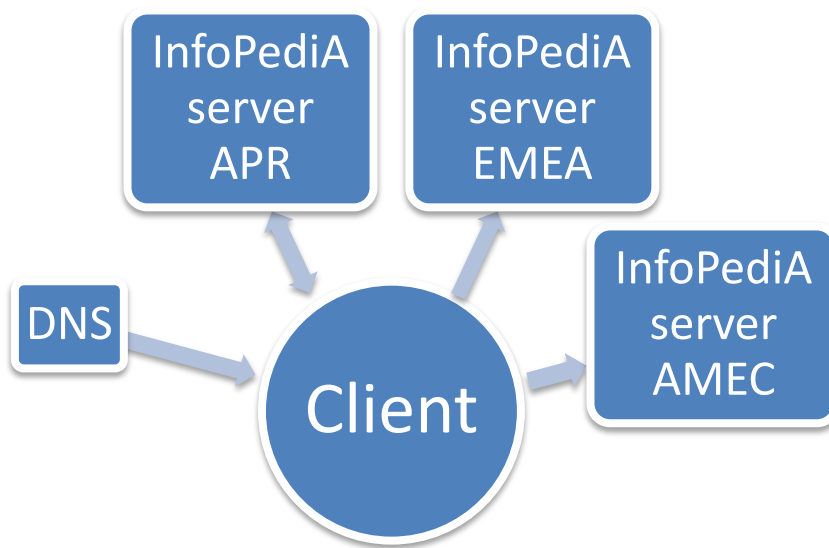 InfoPediA
server
APR
InfoPediA
server
EMEA
InfoPediA
server
AMEC
DNS
Client